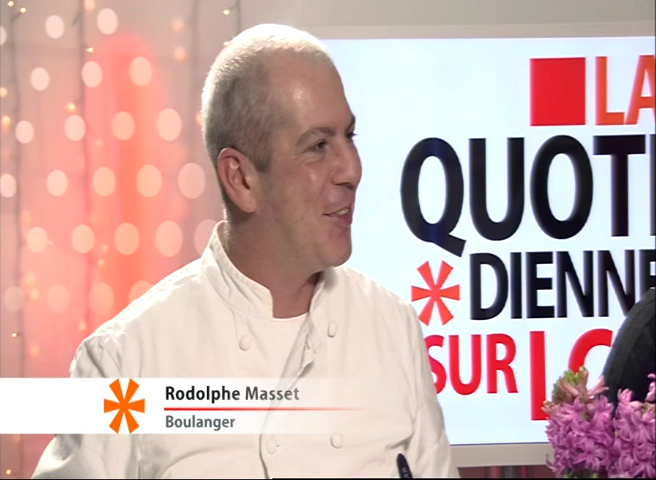 LA
QUOTI
DIENNE
SUR
Rodolphe Masset
Boulanger